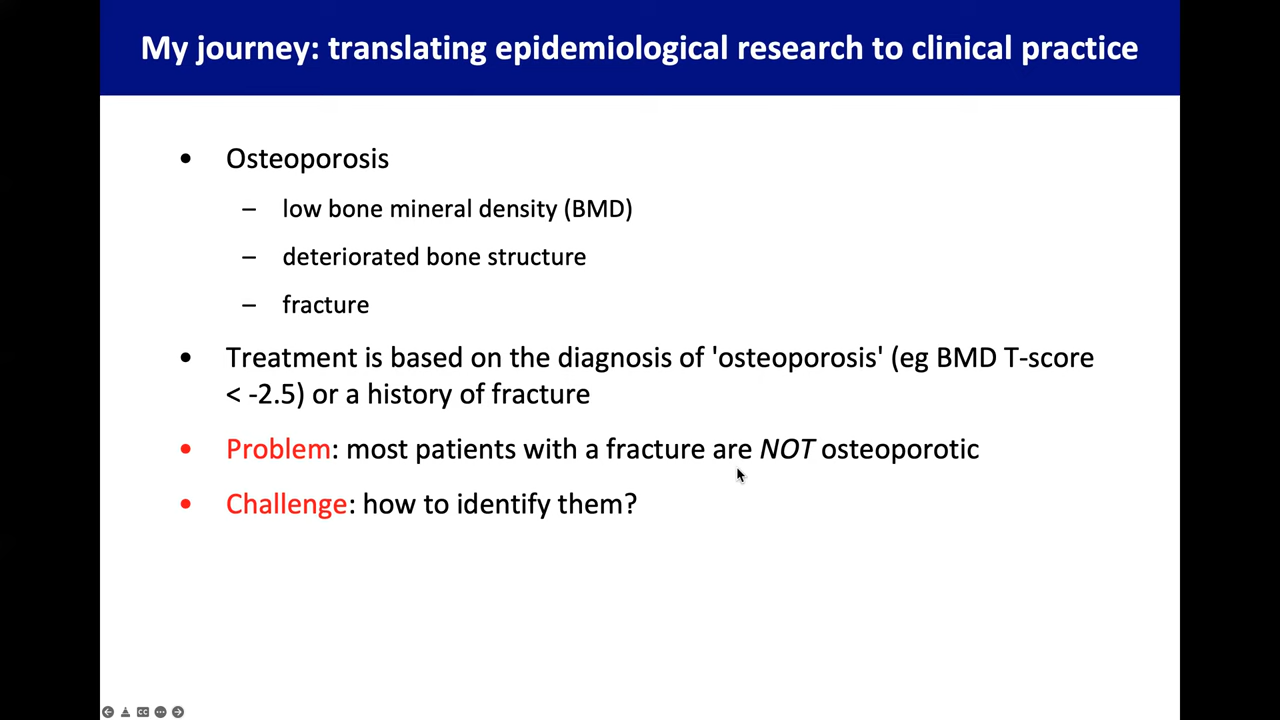 My journey: translating epidemiological research to clinical practice
• Osteoporosis
– low bone mineral density (BMD)
– deteriorated bone structure
– fracture
• Treatment is based on the diagnosis of 'osteoporosis' (eg BMD T-score
< -2.5) or a history of fracture
• Problem: most patients with a fracture are NOT osteoporotic
• Challenge: how to identify them?
CC